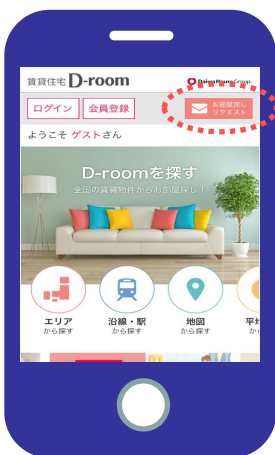 賃貸住宅 D-room
Daiwa House Group
ログイン
会員登録
お部屋探し
リクエスト
ようこそ ゲストさん
D-roomを探す
全国の賃貸物件からお部屋探し！
エリア
から探す
沿線・駅
から探す
地図
から探す